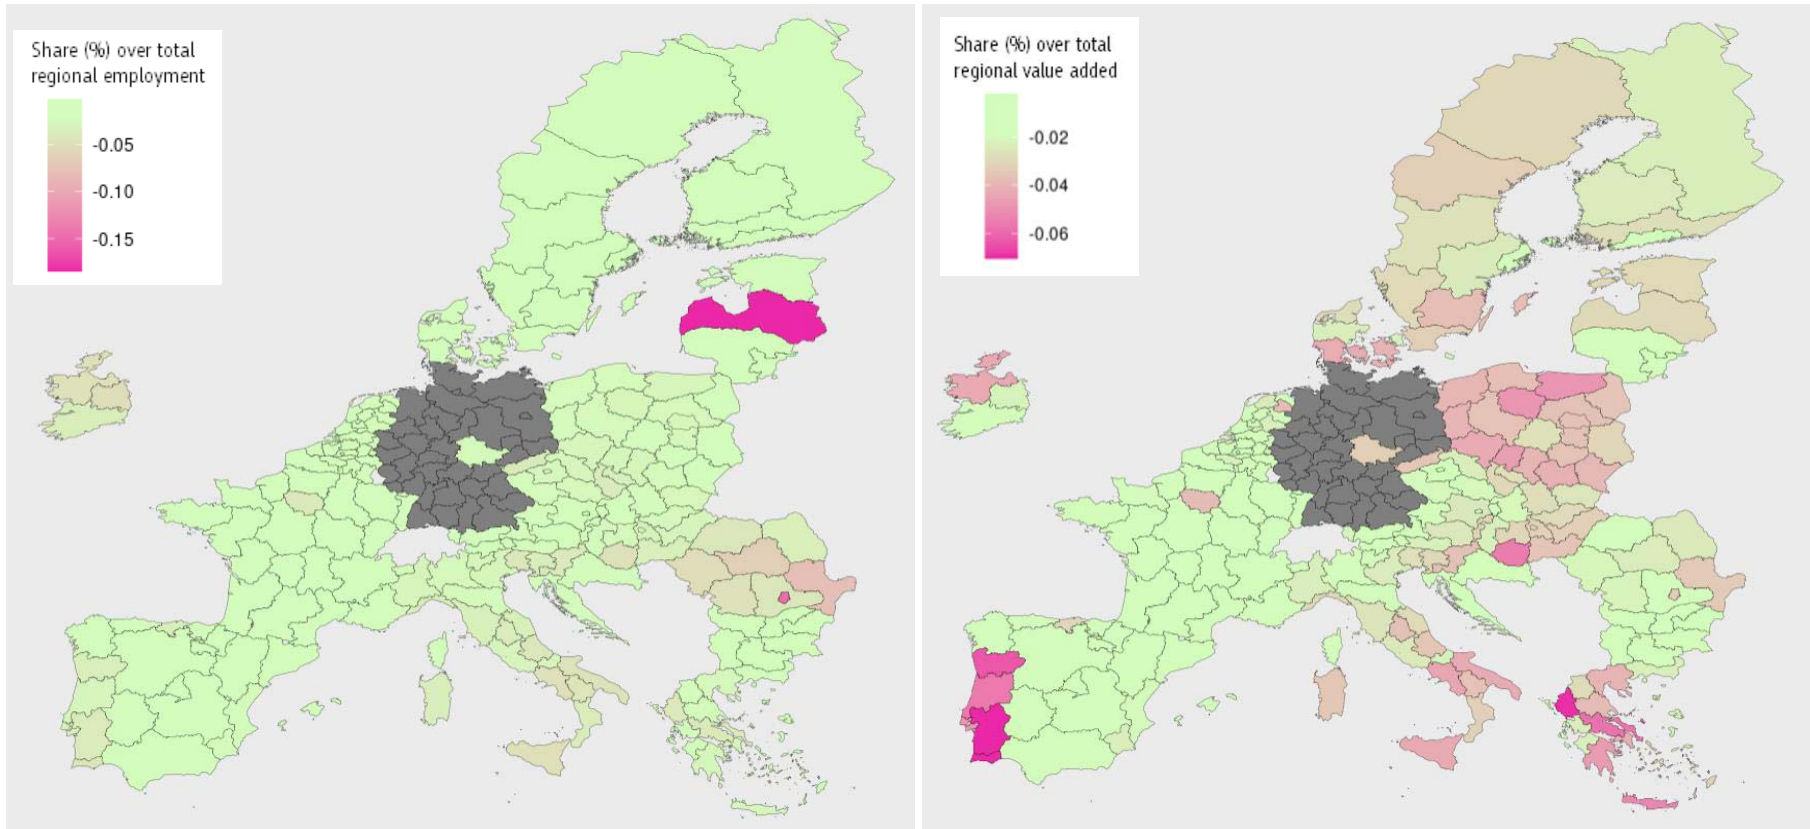 Share (%) over total
regional employment
-0.05
-0.10
-0.15
Share (%) over total
regional value added
-0.02
-0.04
-0.06